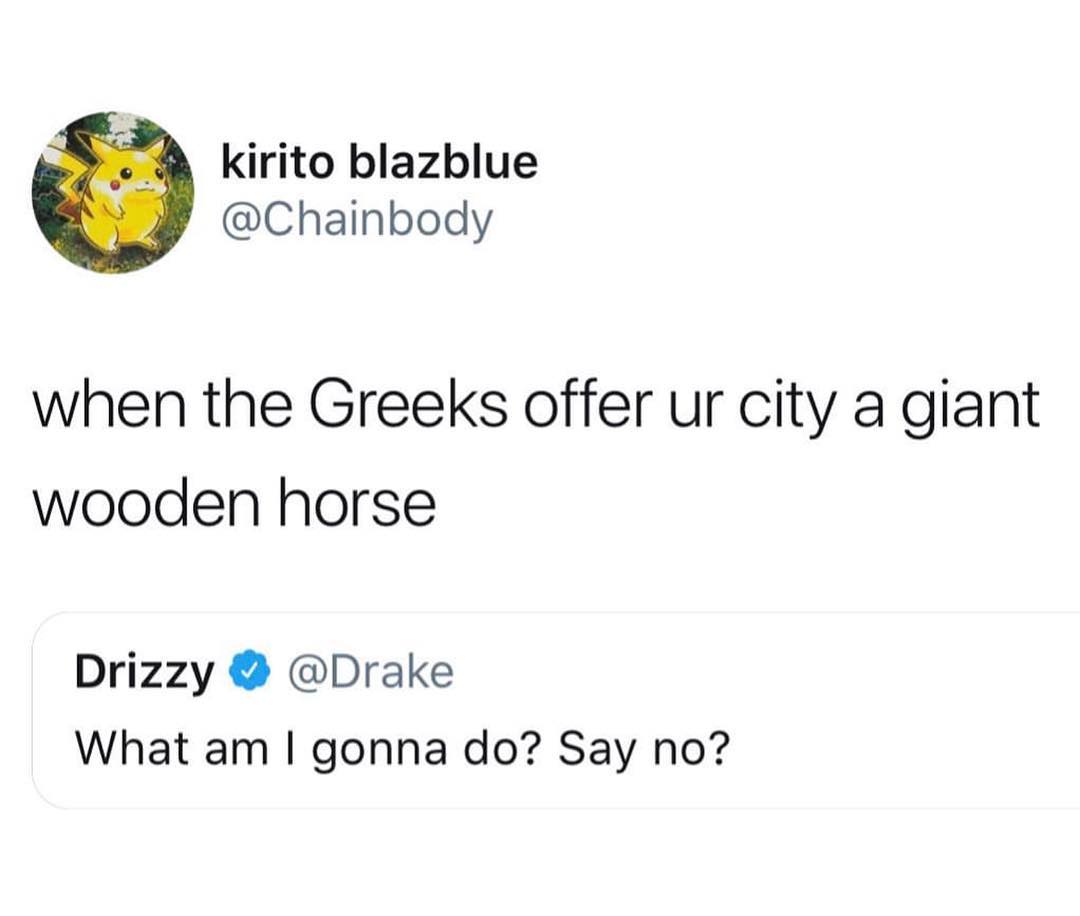 kirito blazblue
@Chainbody
when the Greeks offer ur city a giant
wooden horse
Drizzy @Drake
What am I gonna do? Say no?